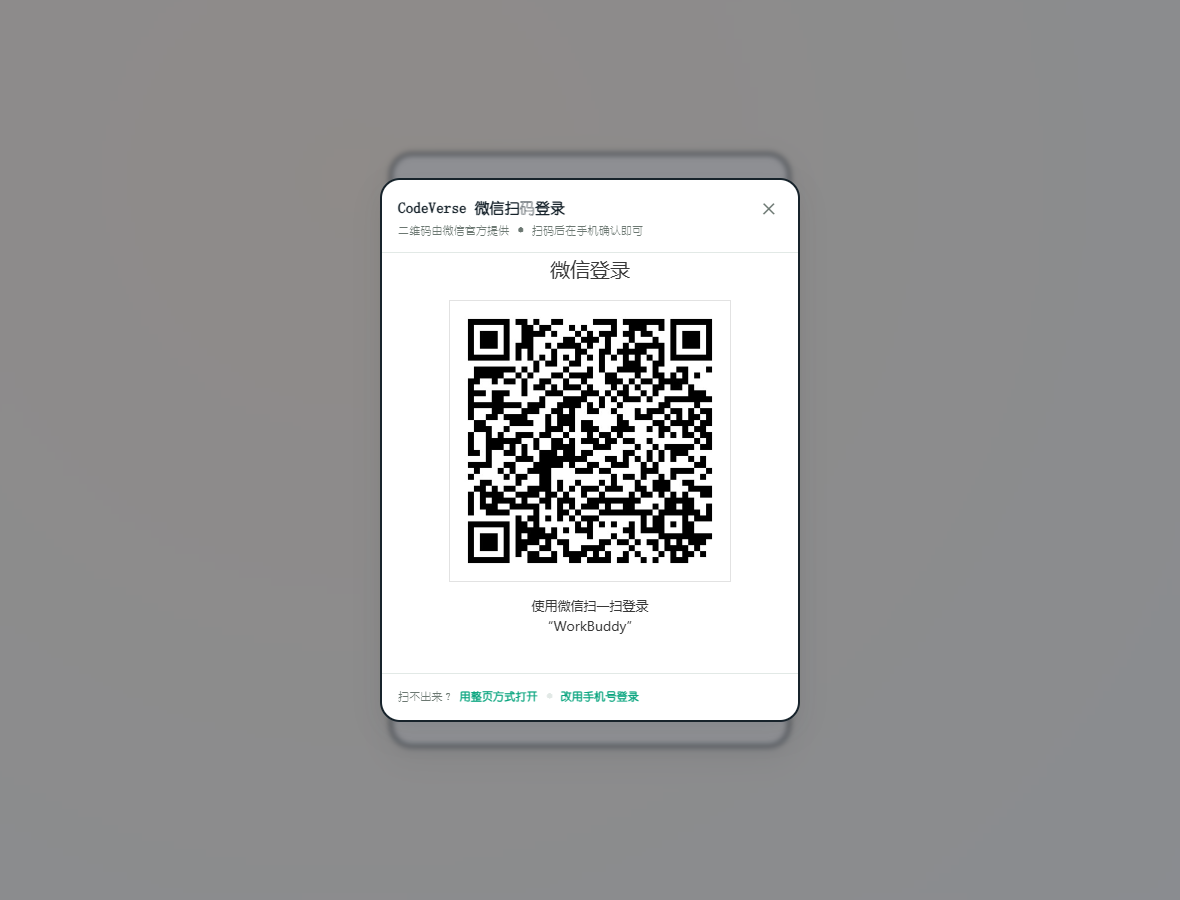 CodeVerse 微信扫码登录
二维码由微信官方提供 • 扫码后在手机确认即可
微信登录
使用微信扫一扫登录
“WorkBuddy”
扫不出来？ 用整页方式打开 • 改用手机号登录